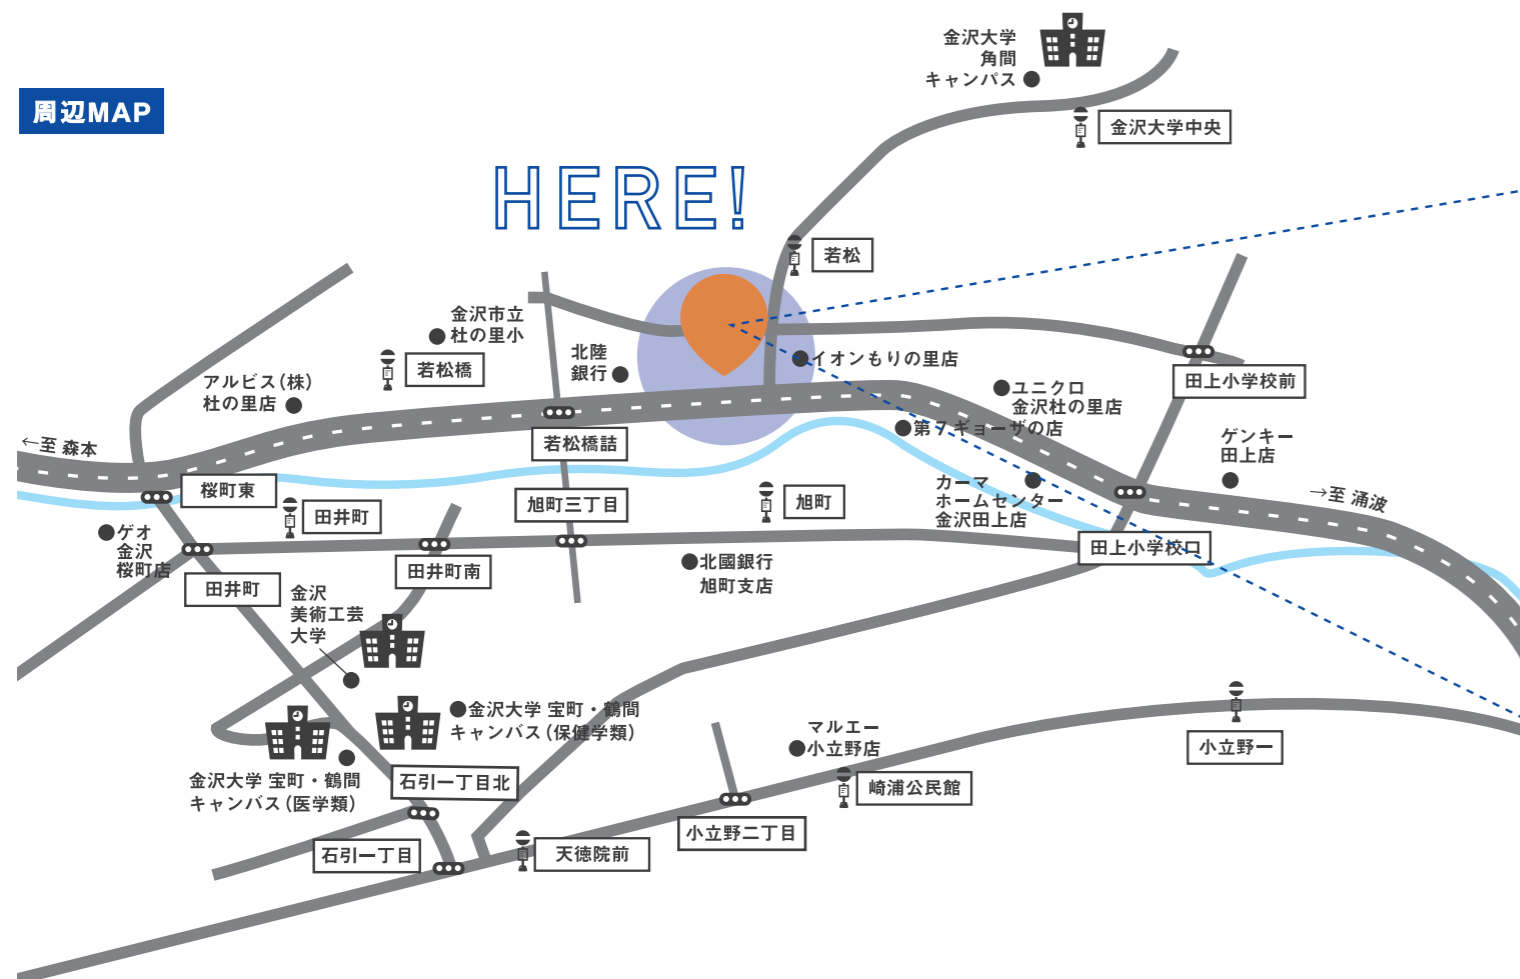 金沢大学
角間
キャンパス
周辺MAP
金沢大学中央
HERE!
若松
金沢市立
杜の里小
北陸
銀行
若松橋
イオンもりの里店
田上小学校前
アルビス(株)
杜の里店
ユニクロ
金沢杜の里店
第7ギョーザの店
←至 森本
若松橋詰
ゲンキー
田上店
桜町東
カーマ
ホームセンター
金沢田上店
→至 涌波
田井町
旭町三丁目
旭町
ゲオ
金沢
桜町店
田井町南
田上小学校口
北國銀行
旭町支店
田井町
金沢
美術工芸
大学
金沢大学 宝町・鶴間
キャンパス(保健学類)
マルエー
小立野店
小立野一
金沢大学 宝町・鶴間
キャンパス(医学類)
石引一丁目北
崎浦公民館
小立野二丁目
石引一丁目
天徳院前